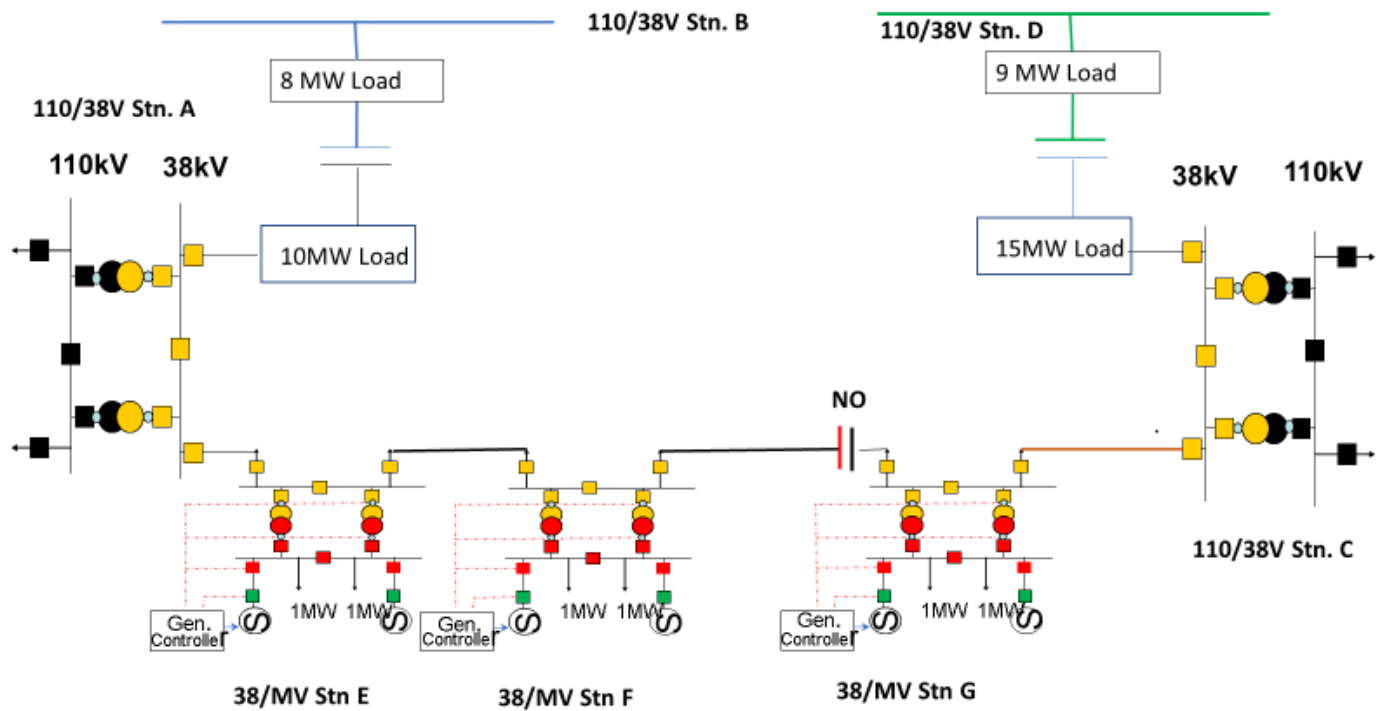 110/38V Stn. B
110/38V Stn. D
8 MW Load
9 MW Load
110/38V Stn. A
110kV
38kV
38kV
110kV
10MW Load
15MW Load
NO
110/38V Stn. C
1MW
1MW
1MW
1MW
1MW
1MW
Gen.
Controller
S
S
Gen.
Controller
S
S
Gen.
Controller
S
S
38/MV Stn E
38/MV Stn F
38/MV Stn G